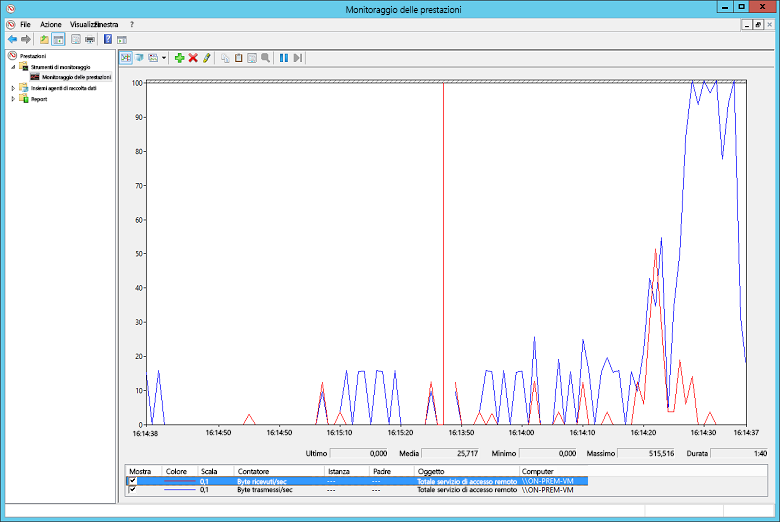 Monitoraggio delle prestazioni
File Azione Visualizza Finestra ?
Prestazioni
Strumenti di monitoraggio
Monitoraggio delle prestazioni
Insiemi agenti di raccolta dati
Report
100
90
80
70
60
50
40
30
20
10
0
16:14:38 16:14:50 16:14:50 16:15:10 16:15:20 16:13:50 16:14:00 16:14:10 16:14:20 16:14:30 16:14:37
Ultimo 0,000 Media 25,717 Minimo 0,000 Massimo 515,516 Durata 1:40
Mostra Colore Scala Contatore Istanza Padre Oggetto Computer
0,1 Byte ricevuti/sec --- --- Totale servizio di accesso remoto \\ON-PREM-VM
0,1 Byte trasmessi/sec --- --- Totale servizio di accesso remoto \\ON-PREM-VM